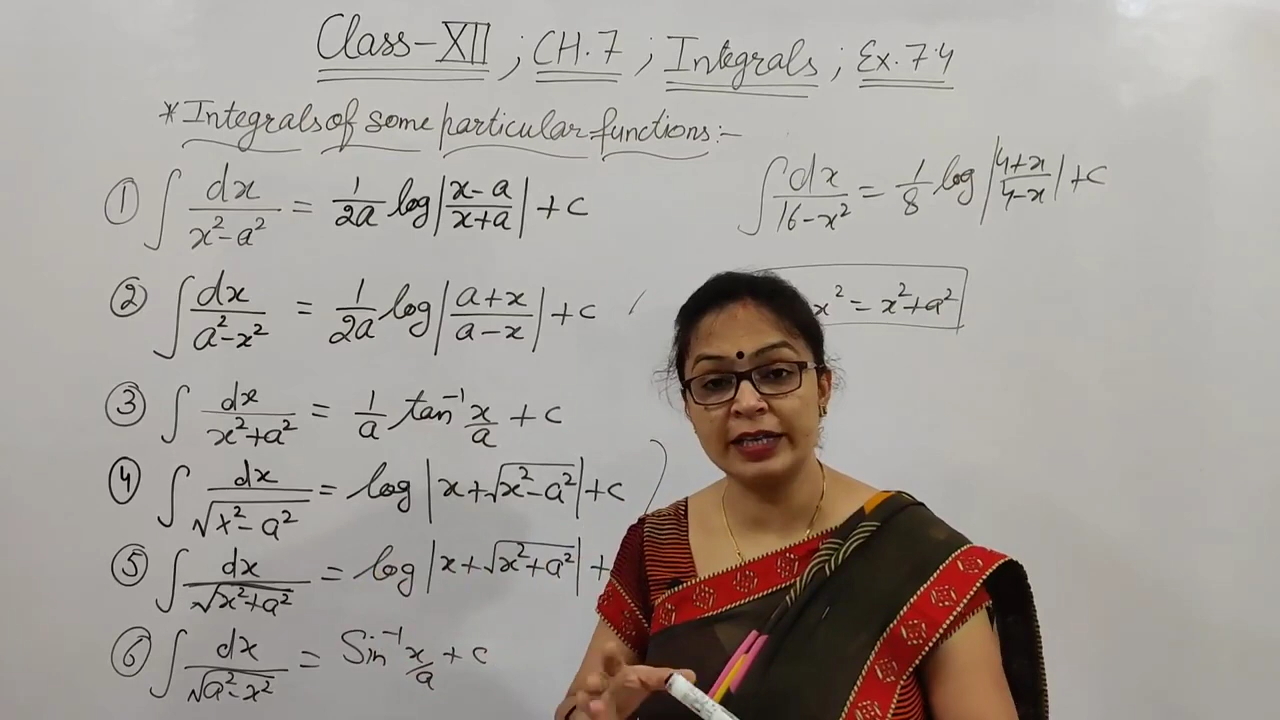 Class-XII ; CH.7 ; Integrals ; Ex.7.4
*Integrals of some particular functions:-
① ∫ dx/(x²-a²) = 1/2a log|(x-a)/(x+a)| + c
∫ dx/(16-x²) = 1/8 log|(4+x)/(4-x)| + c
② ∫ dx/(a²-x²) = 1/2a log|(a+x)/(a-x)| + c
x² = x²+a²
③ ∫ dx/(x²+a²) = 1/a tan⁻¹ x/a + c
④ ∫ dx/√(x²-a²) = log|x+√(x²-a²)| + c
⑤ ∫ dx/√(x²+a²) = log|x+√(x²+a²)| +
⑥ ∫ dx/√(a²-x²) = Sin⁻¹ x/a + c